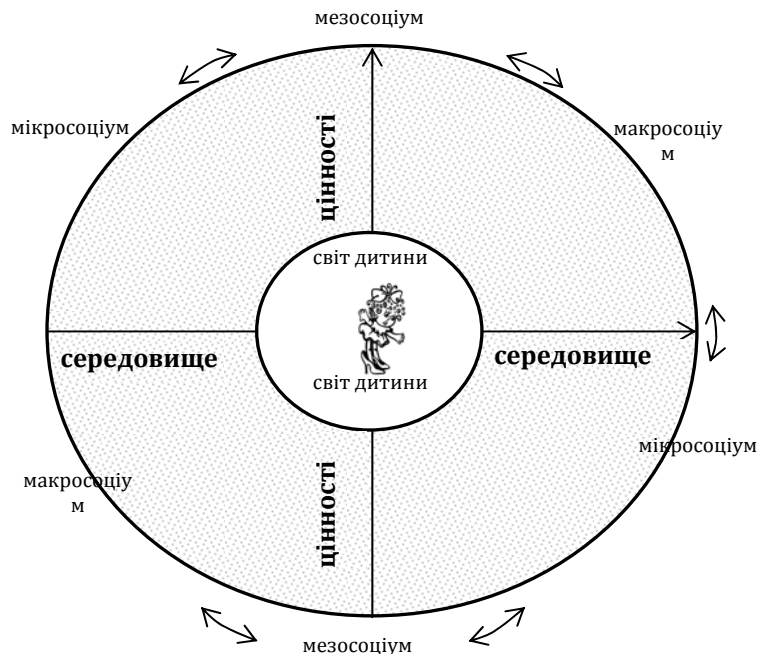 мезосоціум
мікросоціум
макросоціу
м
цінності
світ дитини
світ дитини
середовище
середовище
мікросоціум
макросоціу
м
цінності
мезосоціум